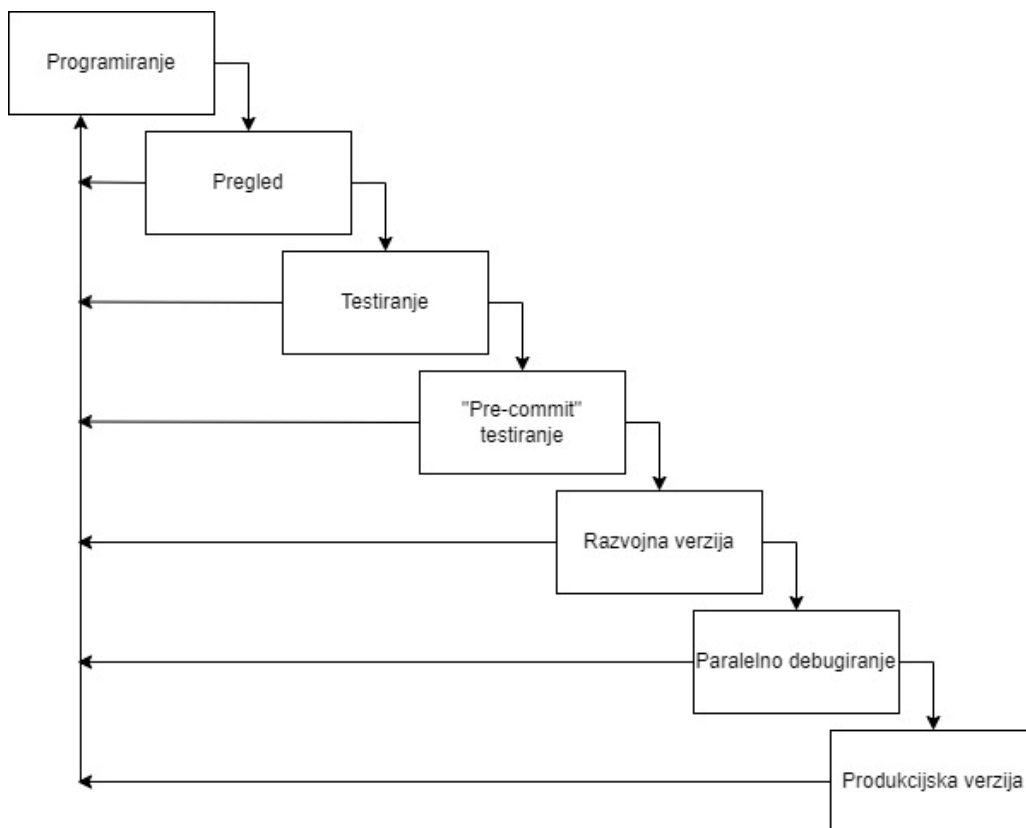 Programiranje
Pregled
Testiranje
"Pre-commit"
testiranje
Razvojna verzija
Paralelno debugiranje
Produkcijska verzija